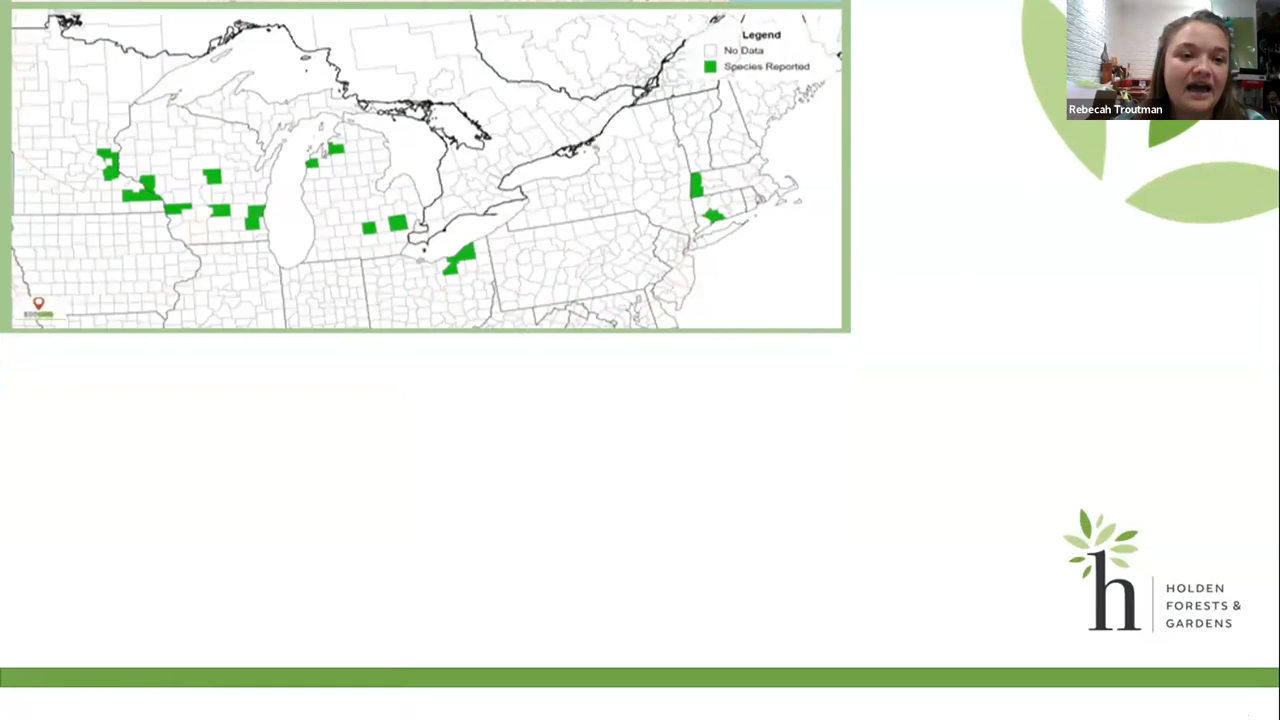 Legend
No Data
Species Reported
Rebecah Troutman
h
HOLDEN
FORESTS &
GARDENS